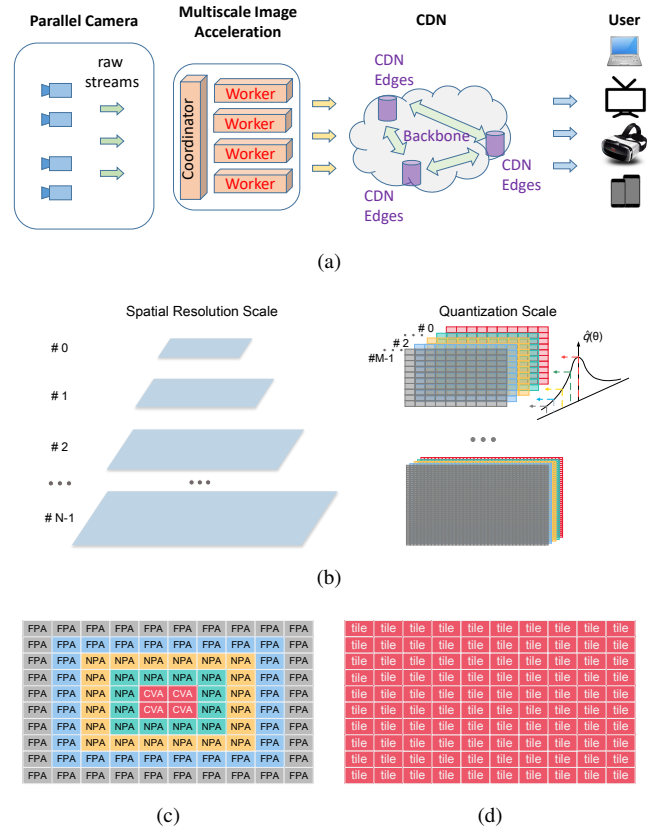 Parallel Camera
Multiscale Image
Acceleration
CDN
User
raw
streams
Coordinator
Worker
Worker
Worker
Worker
CDN
Edges
Backbone
CDN
Edges
CDN
Edges
(a)
Spatial Resolution Scale
# 0
# 1
# 2
# N-1
Quantization Scale
# 0
# 2
#M-1
q̂(θ)
(b)
FPA FPA FPA FPA FPA FPA FPA FPA FPA FPA
FPA FPA FPA FPA FPA FPA FPA FPA FPA FPA
FPA FPA NPA NPA NPA NPA NPA NPA FPA FPA
FPA FPA NPA NPA NPA NPA NPA NPA FPA FPA
FPA FPA NPA NPA CVA CVA NPA NPA FPA FPA
FPA FPA NPA NPA CVA CVA NPA NPA FPA FPA
FPA FPA NPA NPA NPA NPA NPA NPA FPA FPA
FPA FPA NPA NPA NPA NPA NPA NPA FPA FPA
FPA FPA FPA FPA FPA FPA FPA FPA FPA FPA
FPA FPA FPA FPA FPA FPA FPA FPA FPA FPA
(c)
tile tile tile tile tile tile tile tile tile tile
tile tile tile tile tile tile tile tile tile tile
tile tile tile tile tile tile tile tile tile tile
tile tile tile tile tile tile tile tile tile tile
tile tile tile tile tile tile tile tile tile tile
tile tile tile tile tile tile tile tile tile tile
tile tile tile tile tile tile tile tile tile tile
tile tile tile tile tile tile tile tile tile tile
tile tile tile tile tile tile tile tile tile tile
tile tile tile tile tile tile tile tile tile tile
(d)